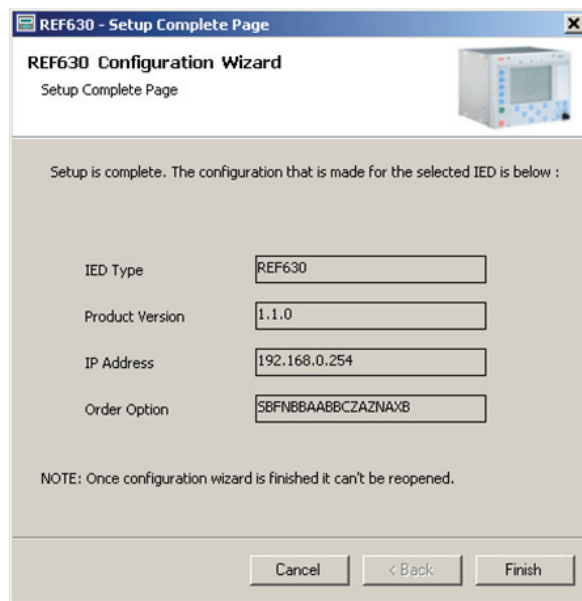 REF630 - Setup Complete Page
REF630 Configuration Wizard
Setup Complete Page
Setup is complete. The configuration that is made for the selected IED is below :
IED Type
REF630
Product Version
1.1.0
IP Address
192.168.0.254
Order Option
SBFNBBAABBCZAZNAXB
NOTE: Once configuration wizard is finished it can't be reopened.
Cancel
< Back
Finish